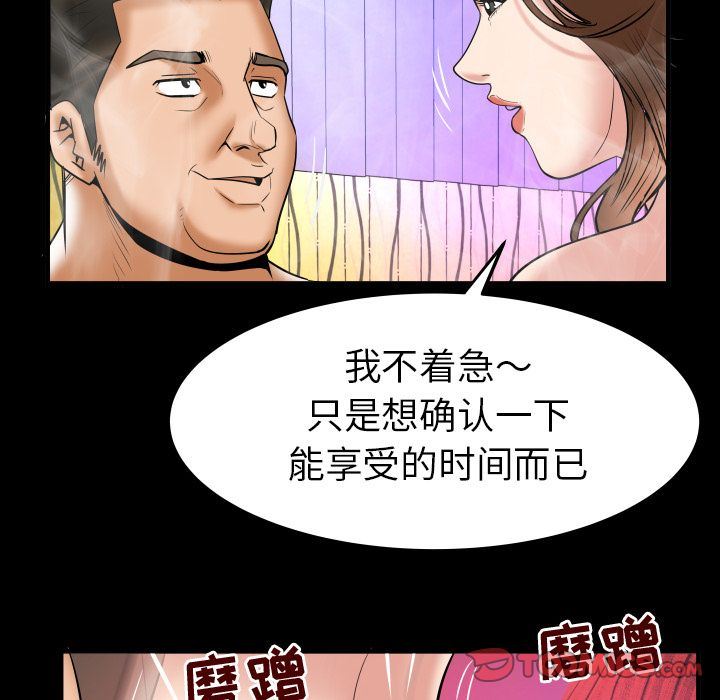 我不着急～
只是想确认一下
能享受的时间而已
磨蹭
磨蹭